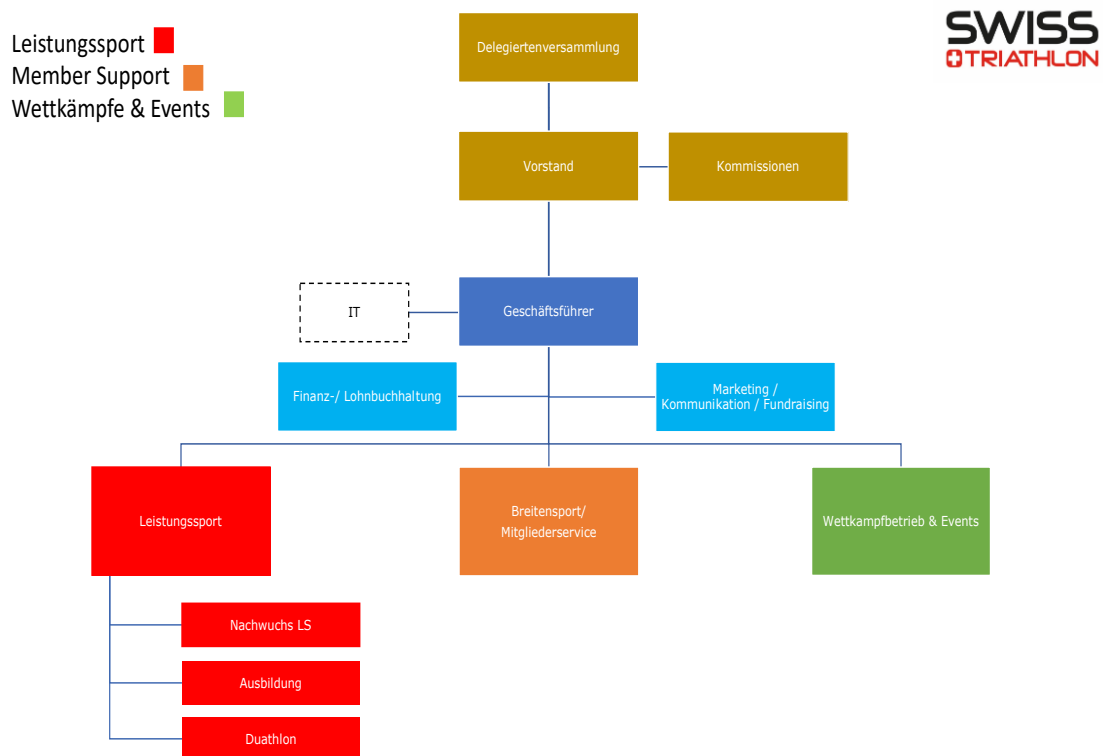 Leistungssport
Member Support
Wettkämpfe & Events
SWISS
TRIATHLON
Delegiertenversammlung
Vorstand
Kommissionen
IT
Geschäftsführer
Finanz-/ Lohnbuchhaltung
Marketing /
Kommunikation / Fundraising
Leistungssport
Breitensport/
Mitgliederservice
Wettkampfbetrieb & Events
Nachwuchs LS
Ausbildung
Duathlon